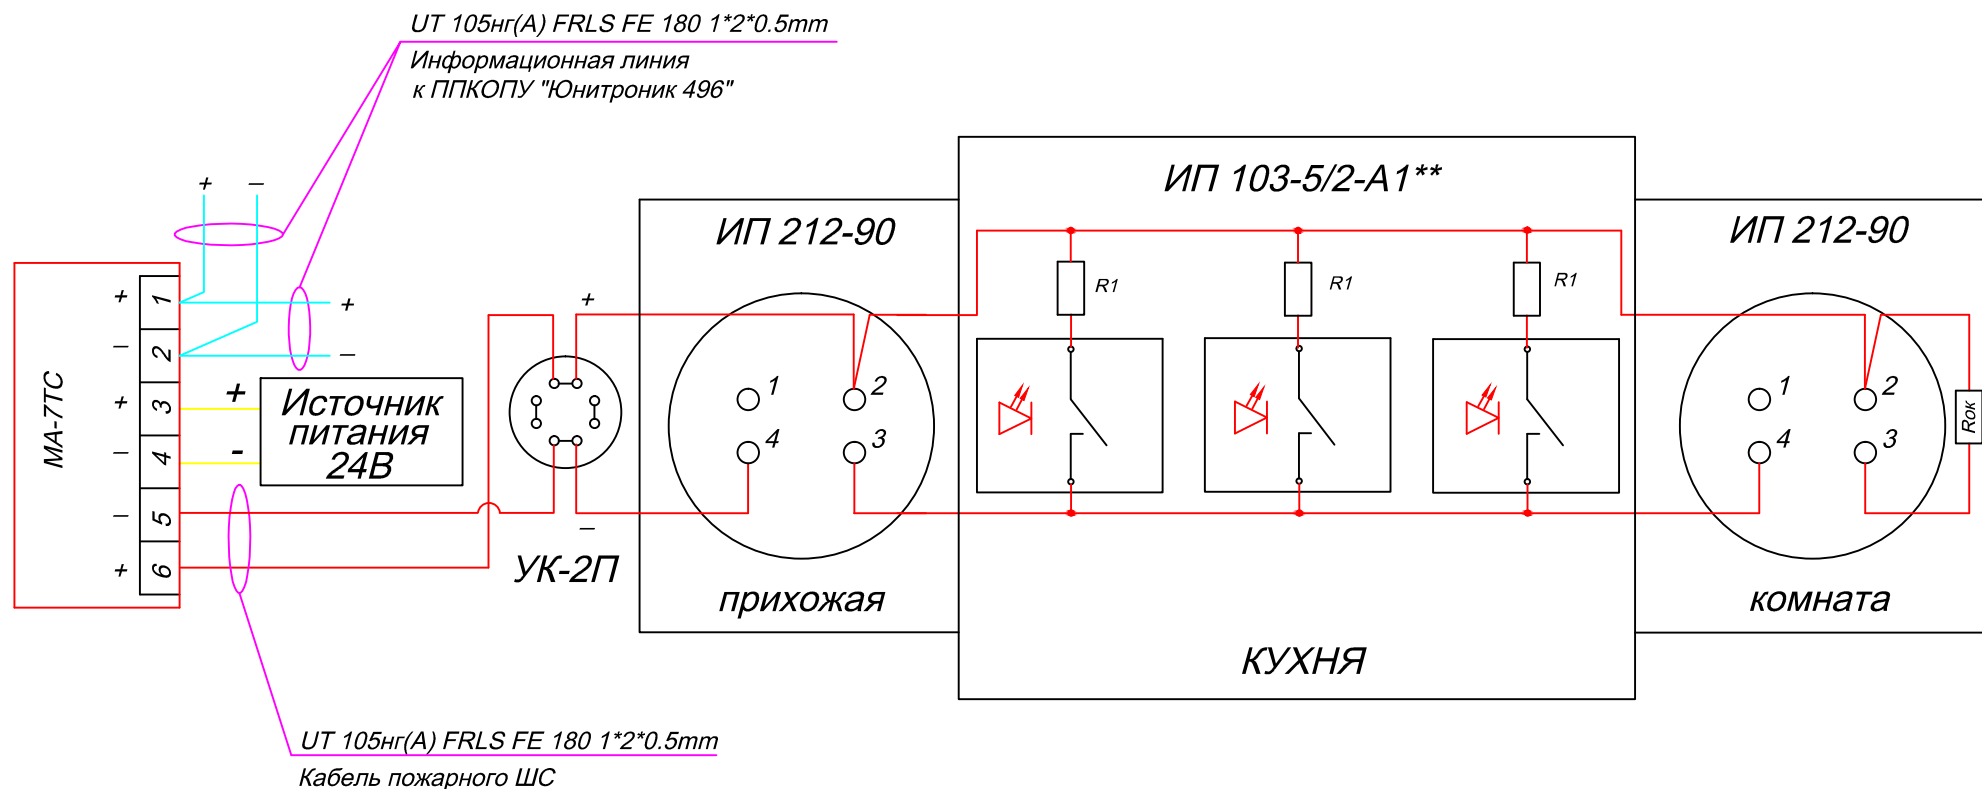 UT 105нг(А) FRLS FE 180 1*2*0.5mm
Информационная линия
к ППКОПУ "Юнитроник 496"
+ –
МА-7ТС
+ 1 +
– 2 –
+ 3 +
– 4 -
– 5
+ 6
Источник
питания
24В
+
–
УК-2П
ИП 212-90
1 2
4 3
прихожая
ИП 103-5/2-А1**
R1 R1 R1
КУХНЯ
ИП 212-90
1 2
4 3
Rок
комната
UT 105нг(А) FRLS FE 180 1*2*0.5mm
Кабель пожарного ШС